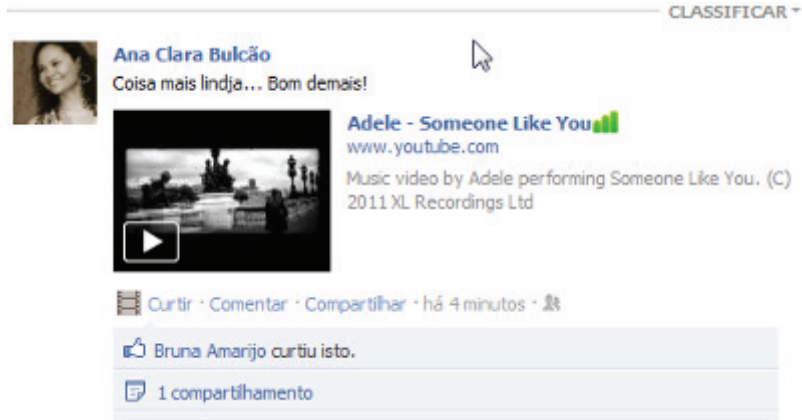 CLASSIFICAR
Ana Clara Bulcão
Coisa mais lindja... Bom demais!
Adele - Someone Like You
www.youtube.com
Music video by Adele performing Someone Like You. (C)
2011 XL Recordings Ltd
Curtir · Comentar · Compartilhar · há 4 minutos ·
Bruna Amarijo curtiu isto.
1 compartilhamento